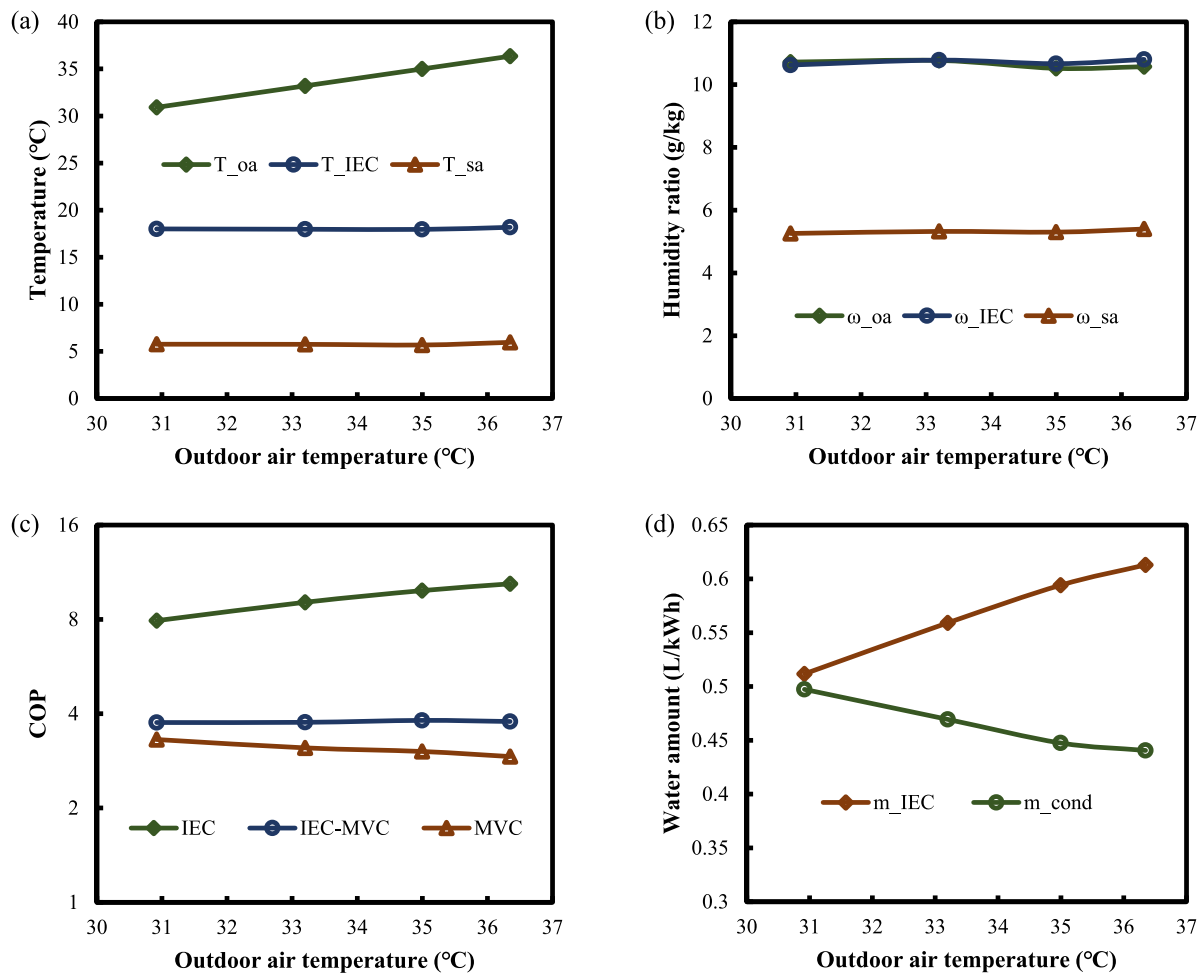 (a)
40
35
30
25
20
15
10
5
0
Temperature (℃)
T_oa T_IEC T_sa
30 31 32 33 34 35 36 37
Outdoor air temperature (℃)
(b)
12
10
8
6
4
2
0
Humidity ratio (g/kg)
ω_oa ω_IEC ω_sa
30 31 32 33 34 35 36 37
Outdoor air temperature (℃)
(c)
16
8
4
2
1
COP
IEC IEC-MVC MVC
30 31 32 33 34 35 36 37
Outdoor air temperature (℃)
(d)
0.65
0.6
0.55
0.5
0.45
0.4
0.35
0.3
Water amount (L/kWh)
m_IEC m_cond
30 31 32 33 34 35 36 37
Outdoor air temperature (℃)